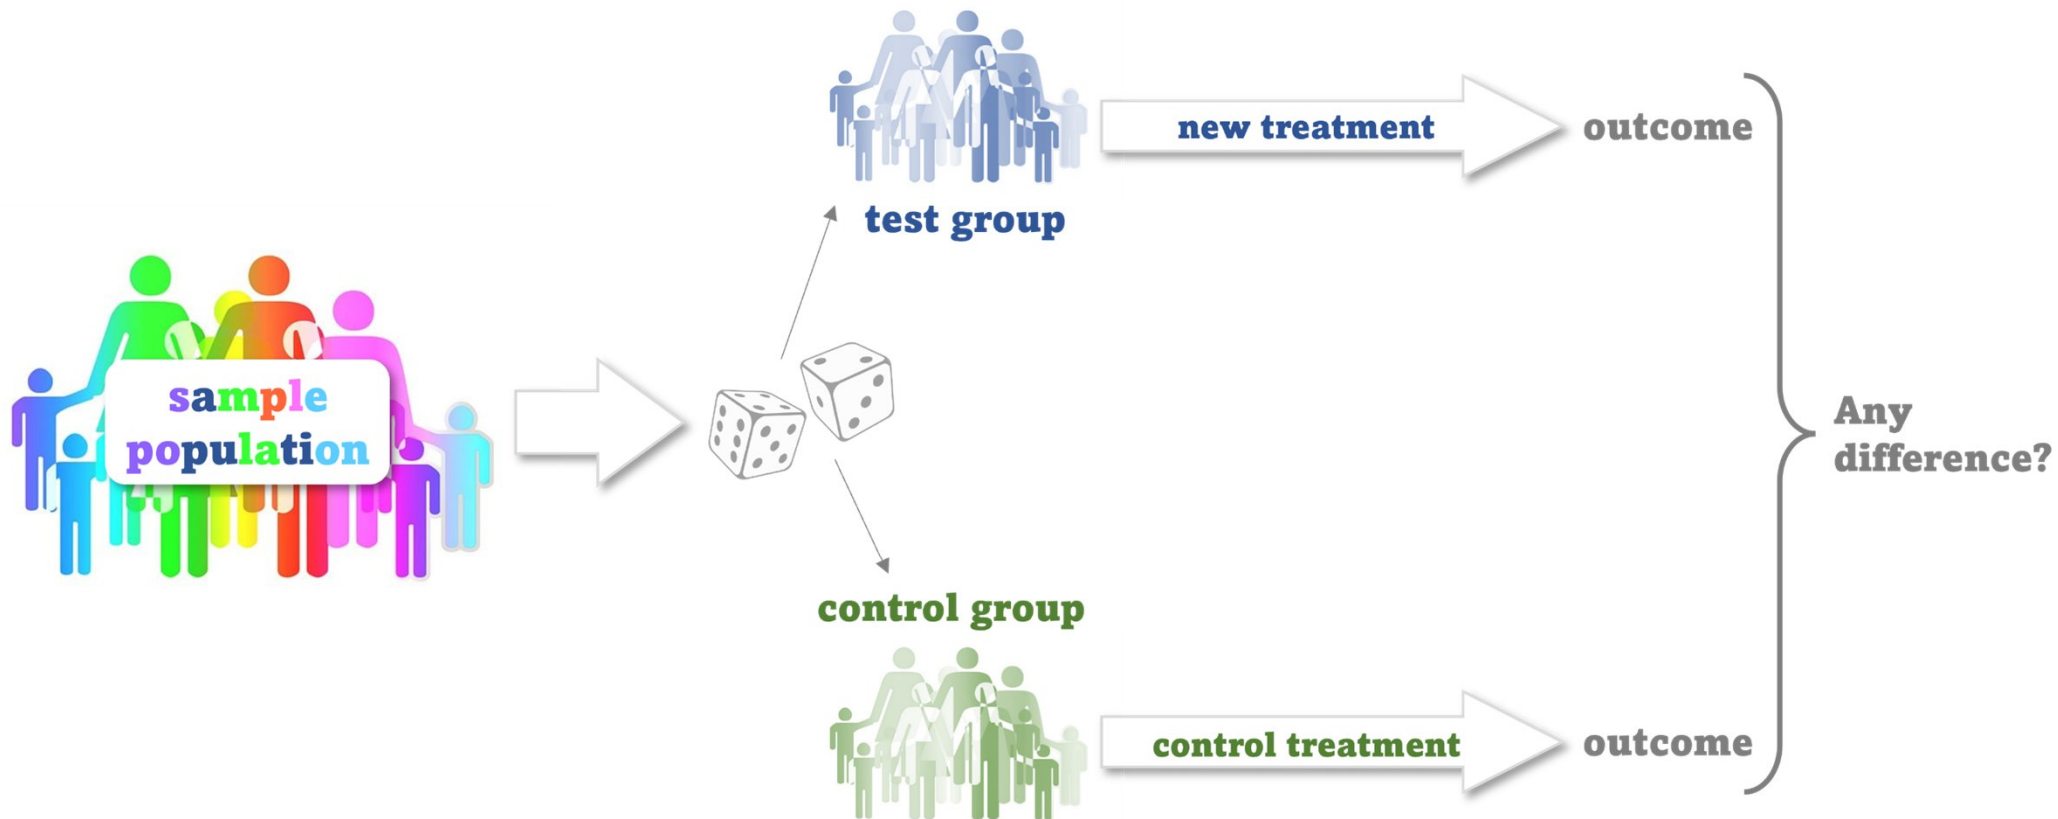 new treatment
outcome
test group
sample
population
Any
difference?
control group
control treatment
outcome